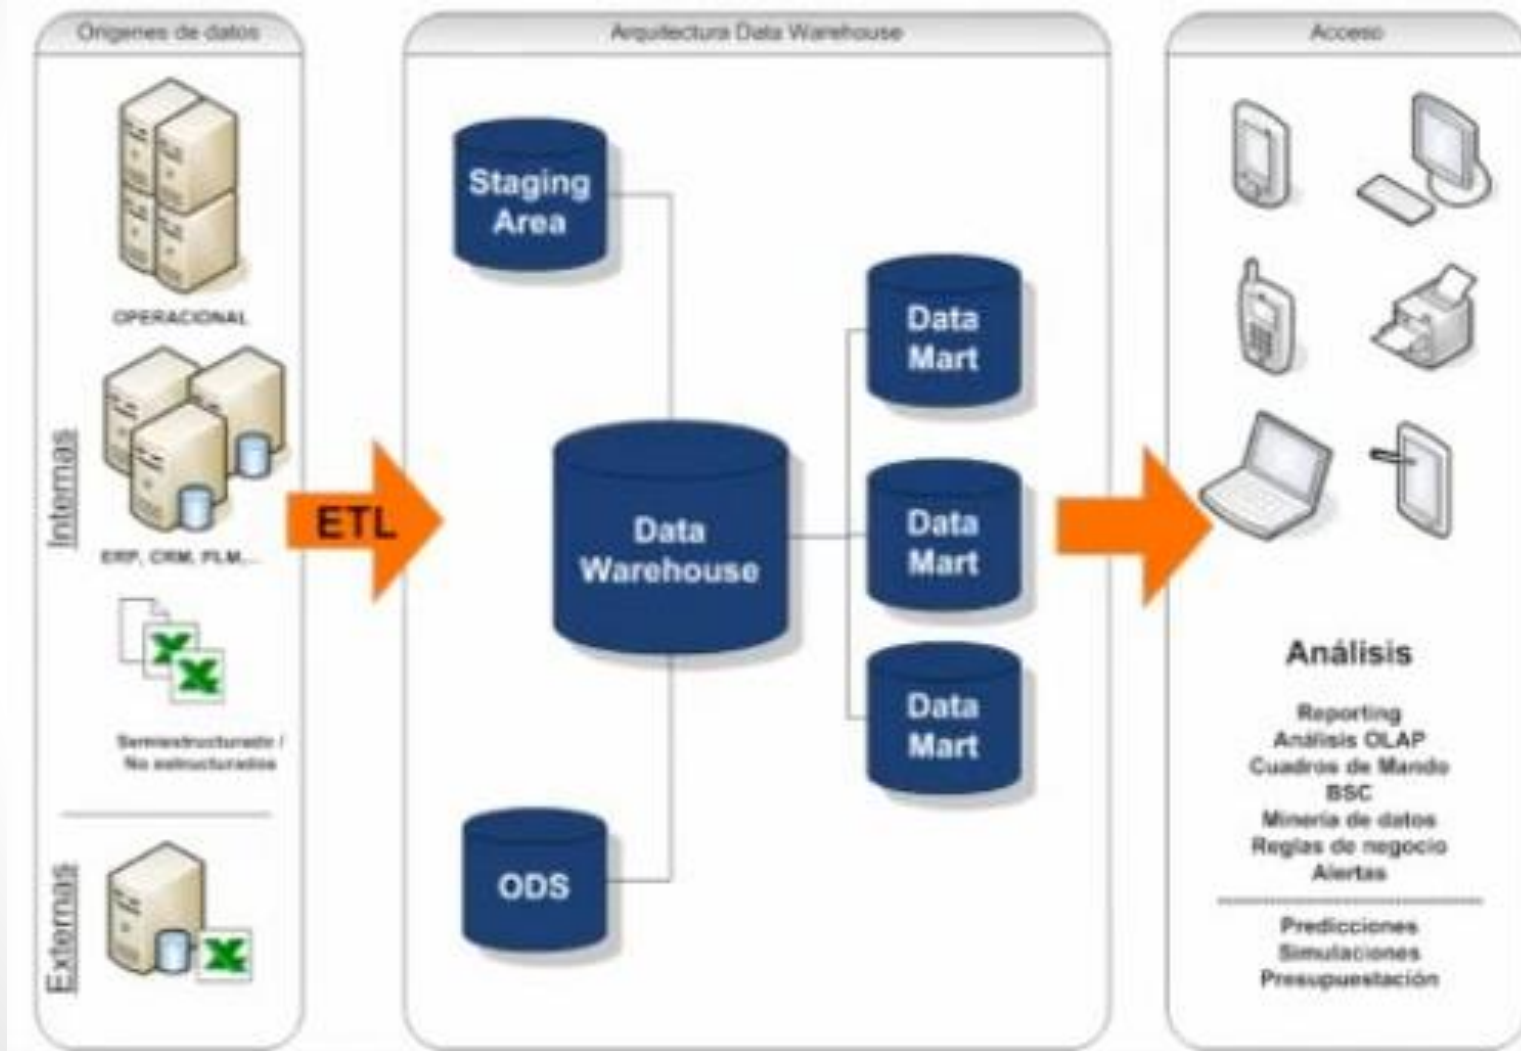 Orígenes de datos
OPERACIONAL
Internas
ERP, CRM, PLM,...
Semiestructurado /
No estructurados
Externas
ETL
Arquitectura Data Warehouse
Staging
Area
Data
Warehouse
ODS
Data
Mart
Data
Mart
Data
Mart
Acceso
Análisis
Reporting
Análisis OLAP
Cuadros de Mando
BSC
Minería de datos
Reglas de negocio
Alertas
Predicciones
Simulaciones
Presupuestación